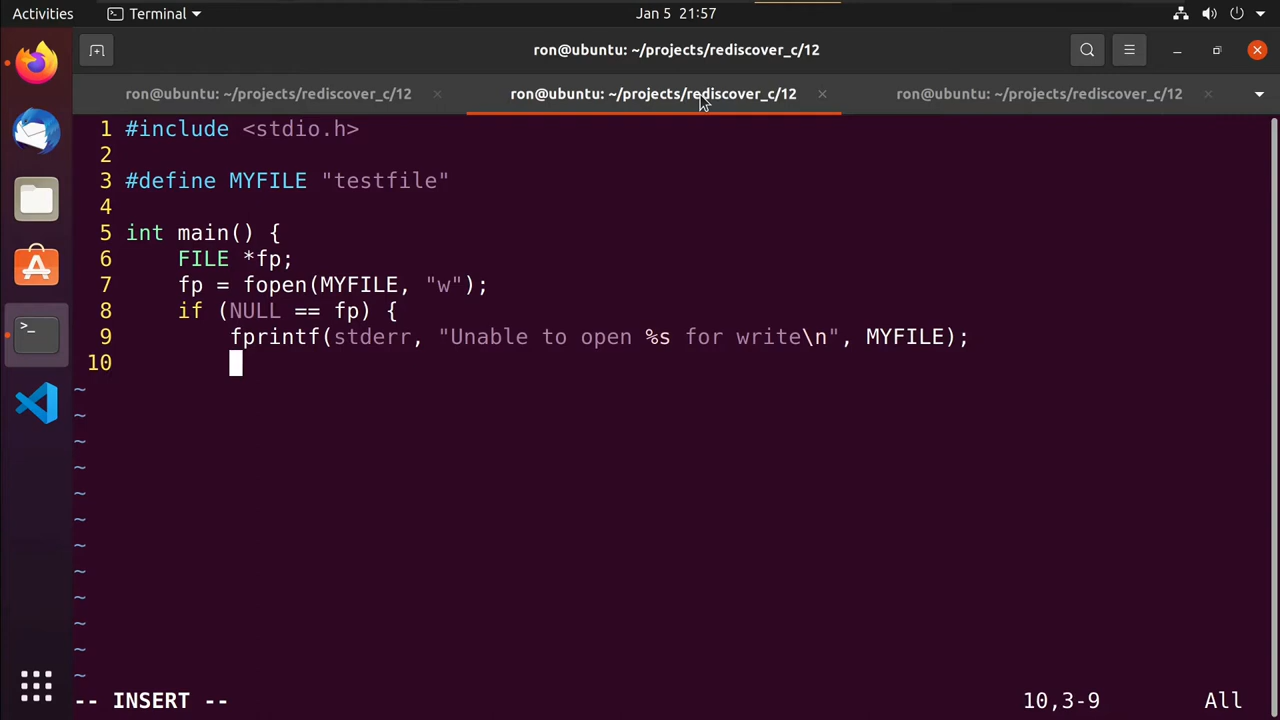 Activities
Terminal
Jan 5 21:57
ron@ubuntu: ~/projects/rediscover_c/12
ron@ubuntu: ~/projects/rediscover_c/12
ron@ubuntu: ~/projects/rediscover_c/12
ron@ubuntu: ~/projects/rediscover_c/12
1 #include <stdio.h>
2
3 #define MYFILE "testfile"
4
5 int main() {
6     FILE *fp;
7     fp = fopen(MYFILE, "w");
8     if (NULL == fp) {
9         fprintf(stderr, "Unable to open %s for write\n", MYFILE);
10
~
~
~
~
~
~
~
~
~
~
~
~
-- INSERT -- 10,3-9 All